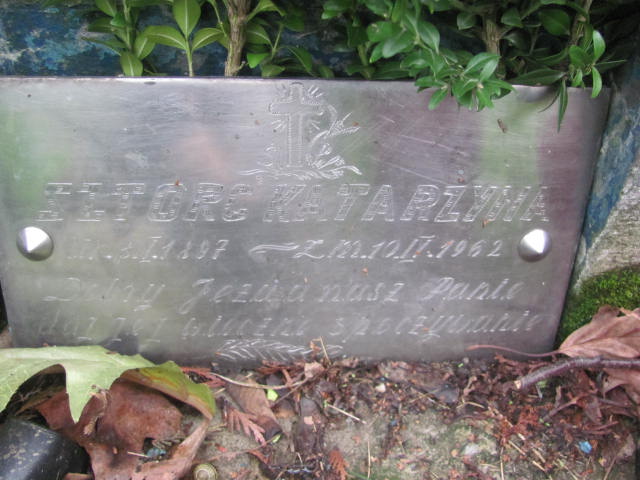 KATARZYNA
I.1897 ~ ZM.10.IV.1962
Dobry Jezu a nasz Panie
daj jej wieczne spoczywanie